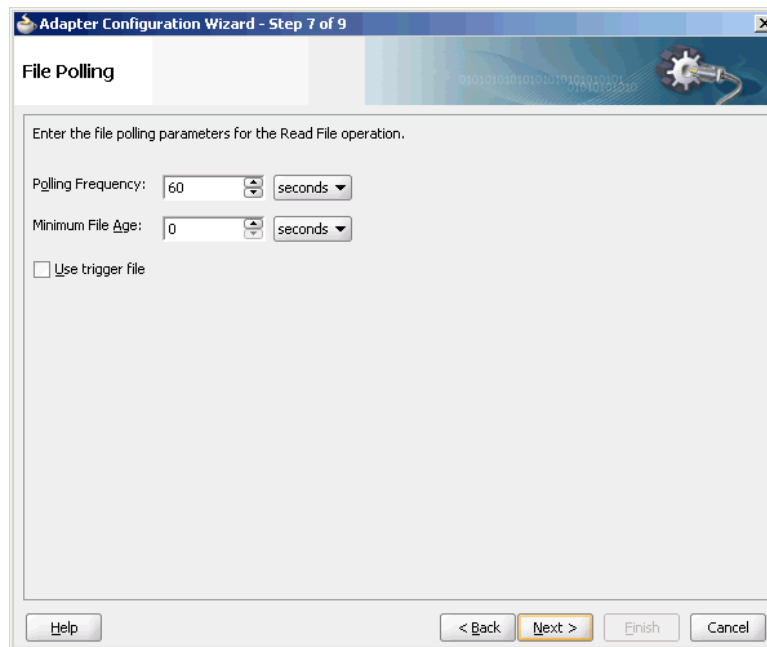 Adapter Configuration Wizard - Step 7 of 9
File Polling
Enter the file polling parameters for the Read File operation.
Polling Frequency: 60 seconds
Minimum File Age: 0 seconds
Use trigger file
Help < Back Next > Finish Cancel